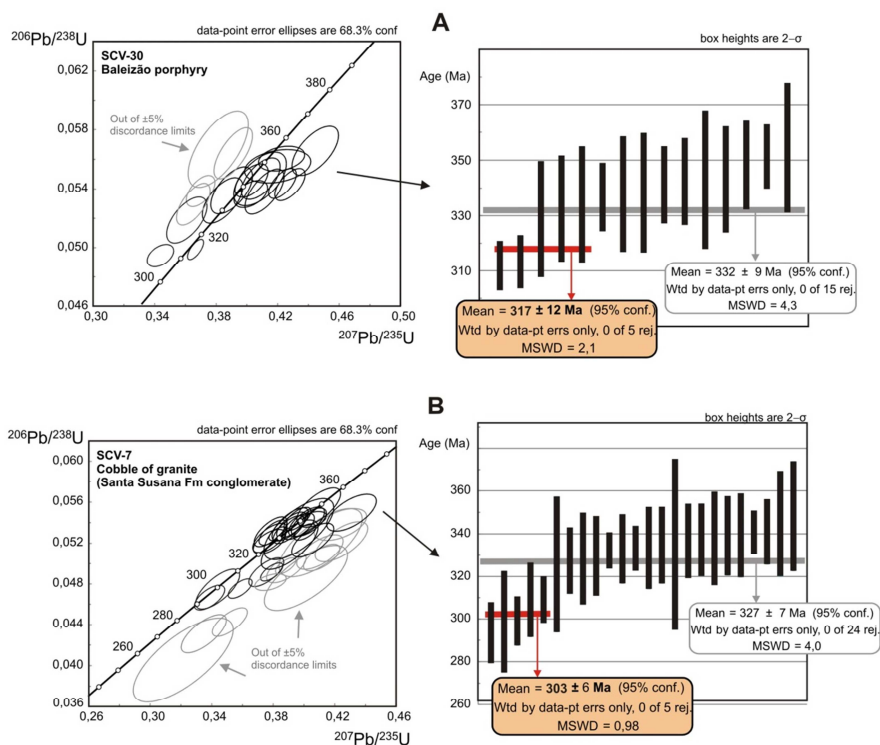 A
206Pb/238U
data-point error ellipses are 68.3% conf
SCV-30
Baleizão porphyry
Out of ±5%
discordance limits
0,062
0,058
0,054
0,050
0,046
300
320
360
380
0,30
0,34
0,38
0,42
0,46
0,50
207Pb/235U
box heights are 2-σ
Age (Ma)
370
350
330
310
Mean = 332 ± 9 Ma (95% conf.)
Wtd by data-pt errs only, 0 of 15 rej.
MSWD = 4,3
Mean = 317 ± 12 Ma (95% conf.)
Wtd by data-pt errs only, 0 of 5 rej.
MSWD = 2,1
B
206Pb/238U
data-point error ellipses are 68.3% conf
SCV-7
Cobble of granite
(Santa Susana Fm conglomerate)
0,060
0,056
0,052
0,048
0,044
0,040
0,036
260
280
300
320
360
Out of ±5%
discordance limits
0,26
0,30
0,34
0,38
0,42
0,46
207Pb/235U
box heights are 2-σ
Age (Ma)
360
340
320
300
280
260
Mean = 327 ± 7 Ma (95% conf.)
Wtd by data-pt errs only, 0 of 24 rej.
MSWD = 4,0
Mean = 303 ± 6 Ma (95% conf.)
Wtd by data-pt errs only, 0 of 5 rej.
MSWD = 0,98